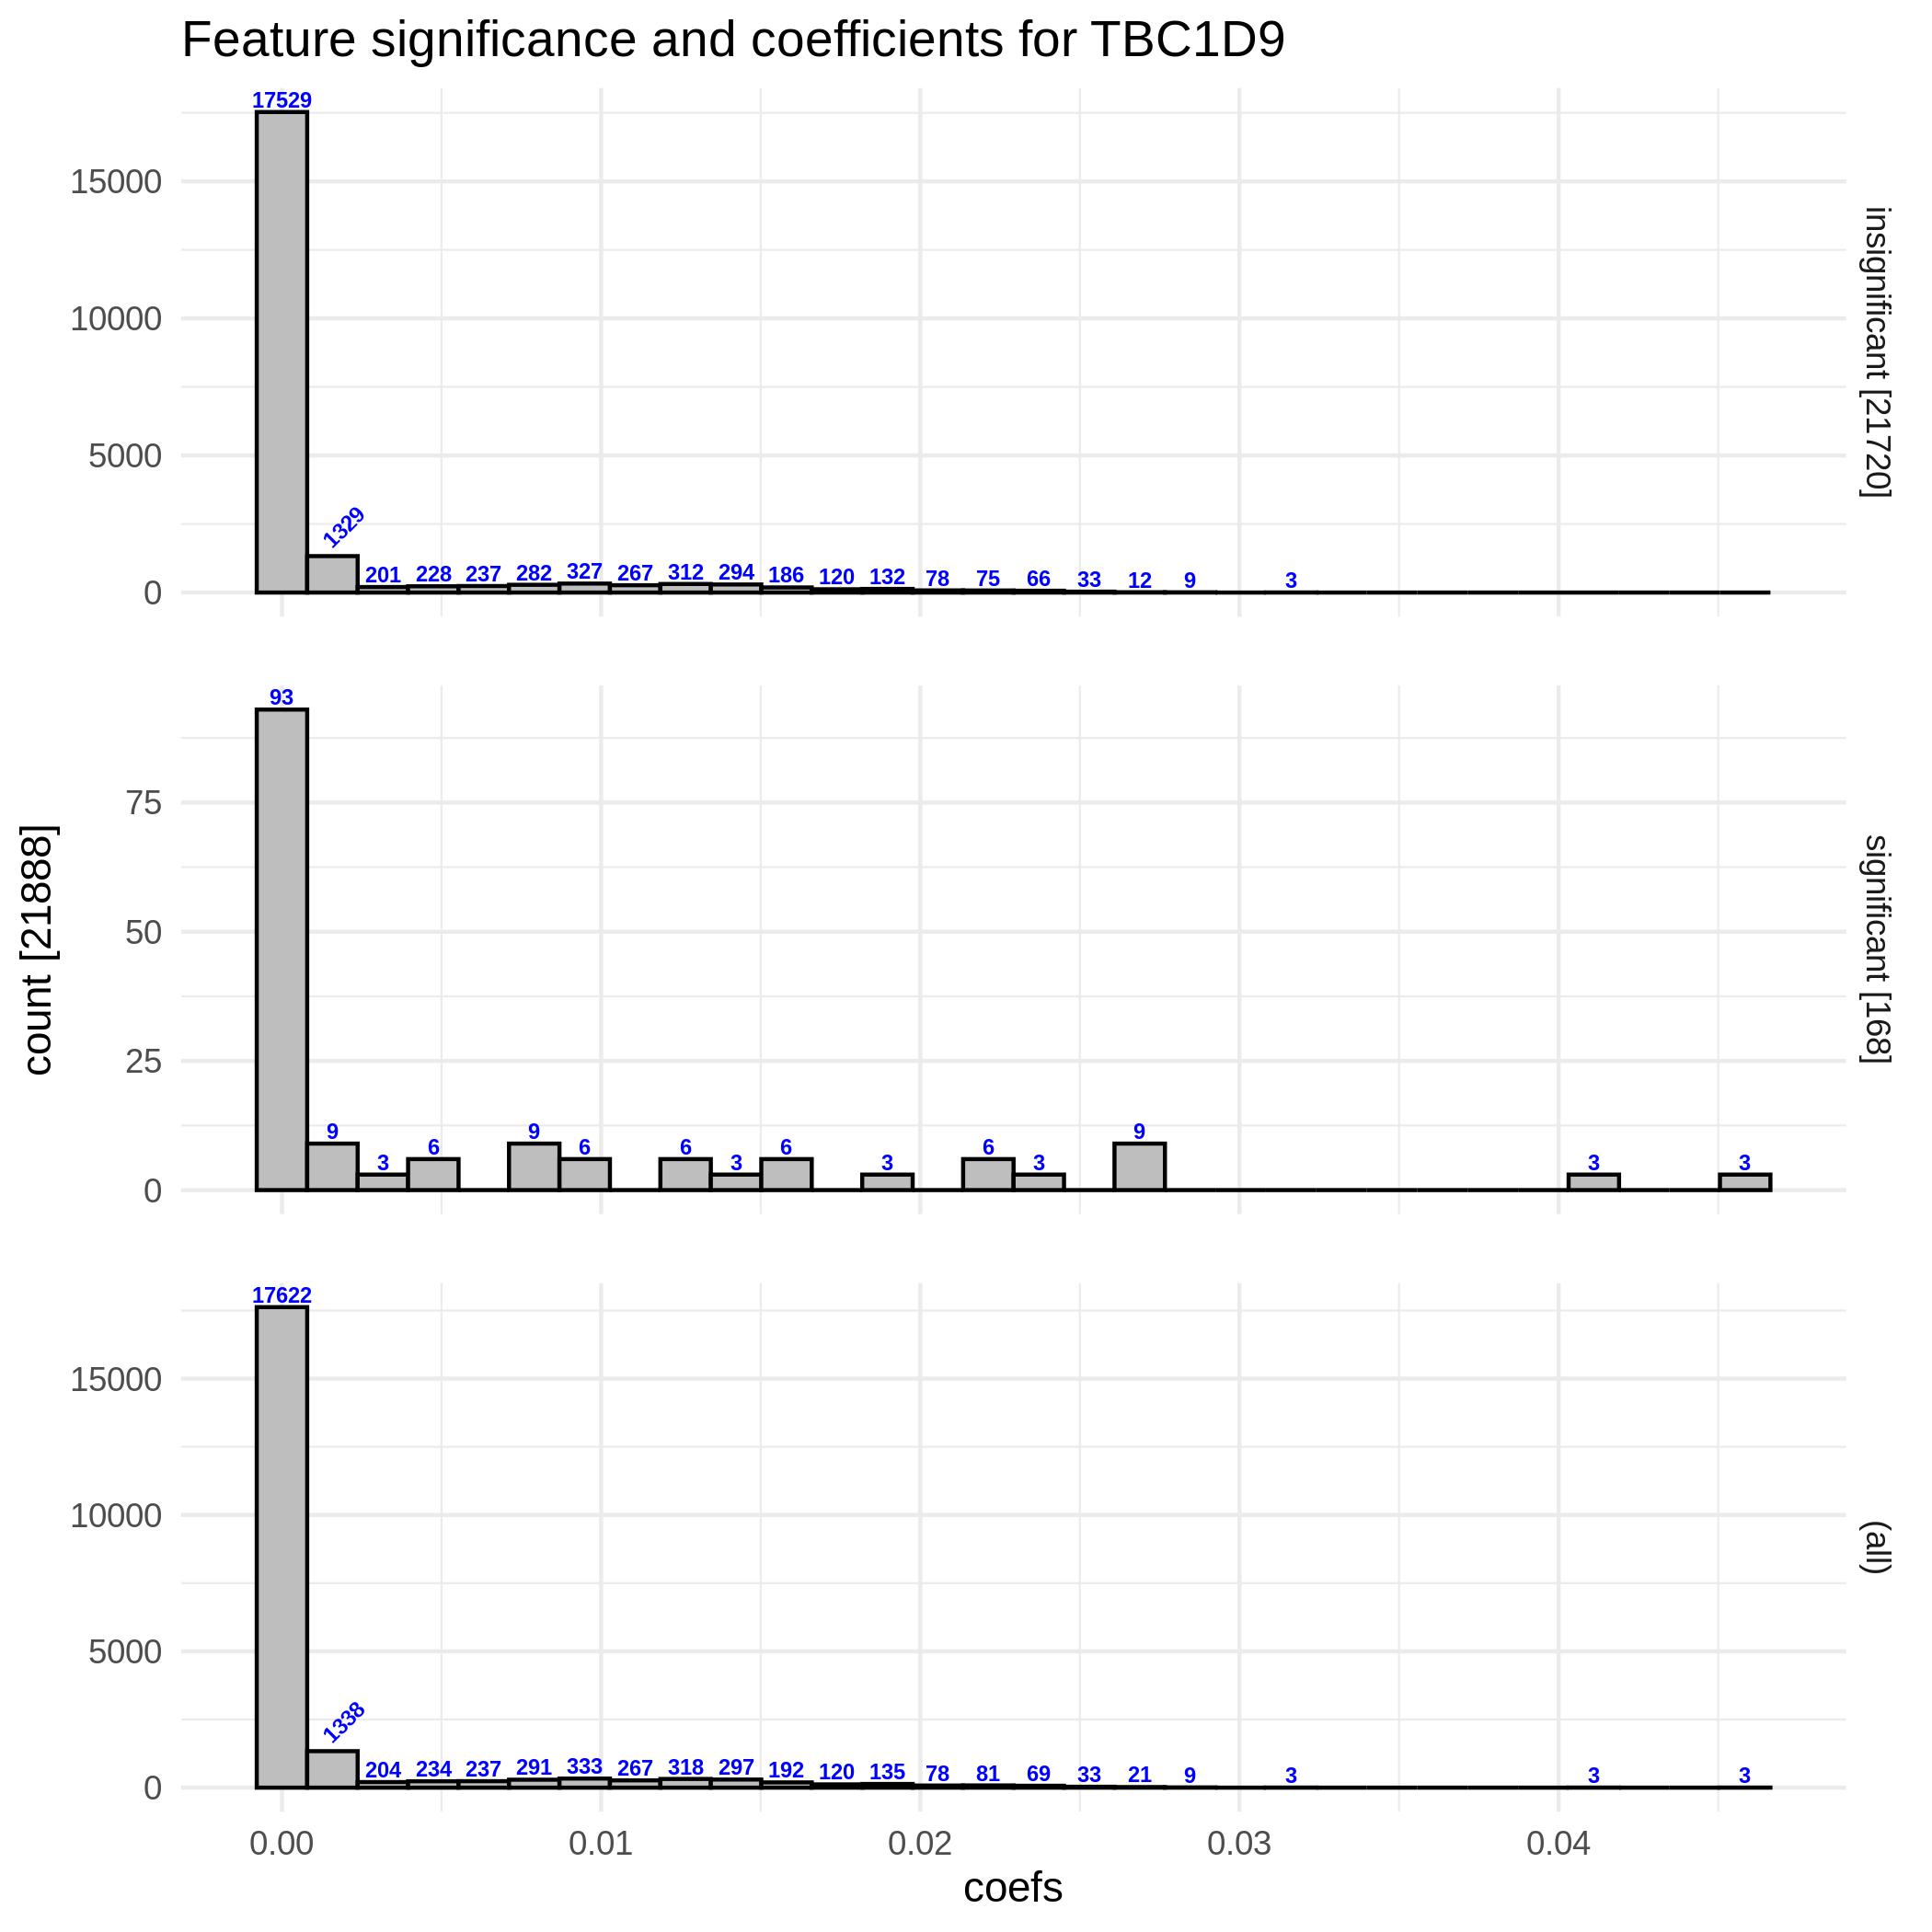 Feature significance and coefficients for TBC1D9
17529
15000
10000
5000
0
1329
201 228 237 282 327 267 312 294 186 120 132 78 75 66 33 12 9 3
insignificant [21720]
93
75
50
25
0
9 3 6 9 6 6 3 6 3 6 3 9 3 3
significant [168]
count [21888]
17622
15000
10000
5000
0
1338
204 234 237 291 333 267 318 297 192 120 135 78 81 69 33 21 9 3 3 3
(all)
0.00 0.01 0.02 0.03 0.04
coefs